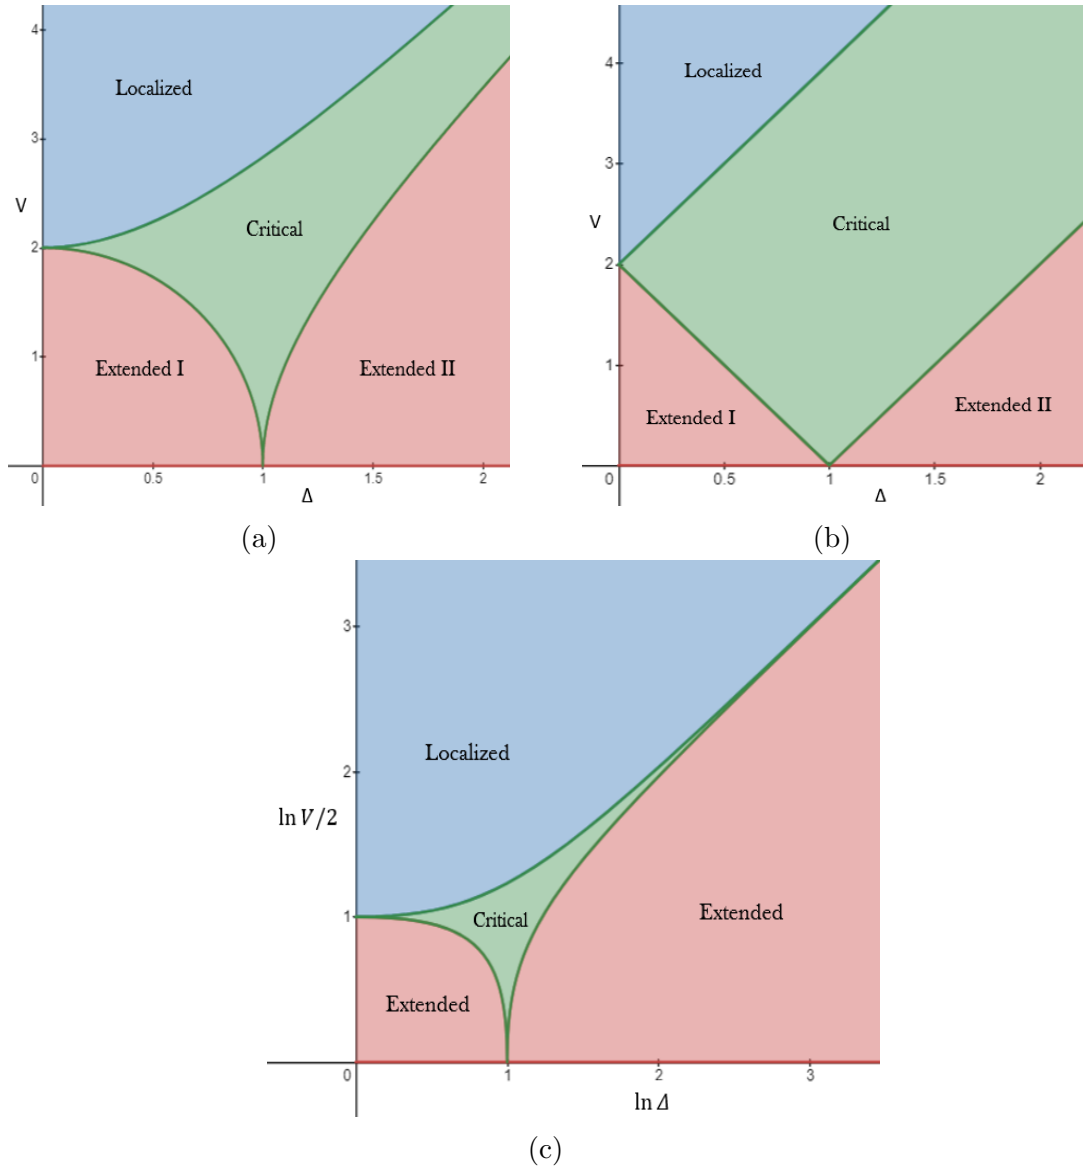 4
Localized
3
V
Critical
2
1
Extended I
Extended II
0
0.5
1
1.5
2
Δ
(a)
4
Localized
3
V
Critical
2
1
Extended I
Extended II
0
0.5
1
1.5
2
Δ
(b)
3
Localized
2
ln V/2
1
Critical
Extended
Extended
0
1
2
3
ln Δ
(c)